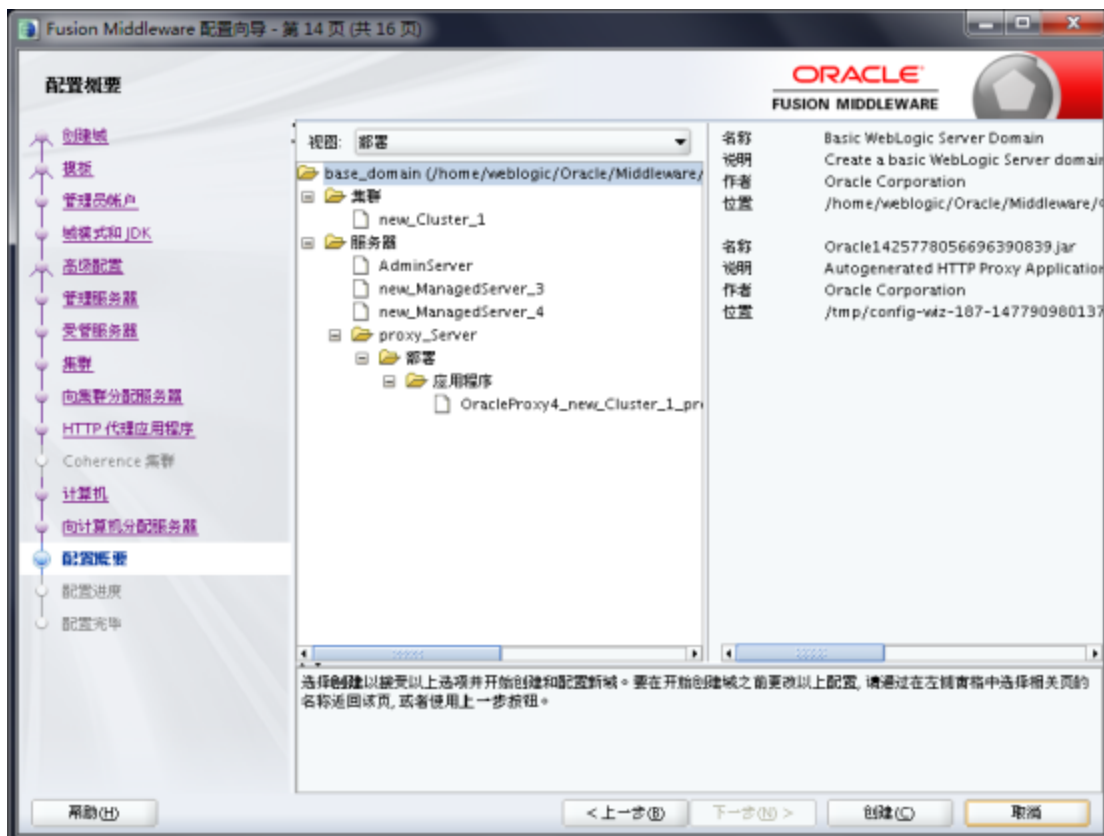 Fusion Middleware 配置向导 - 第 14 页 (共 16 页)
配置概要
ORACLE
FUSION MIDDLEWARE
创建域
模板
管理员帐户
域模式和 JDK
高级配置
管理服务器
受管服务器
集群
向集群分配服务器
HTTP 代理应用程序
Coherence 集群
计算机
向计算机分配服务器
配置概要
配置进度
配置完毕
视图: 部署
base_domain (/home/weblogic/Oracle/Middleware/
集群
new_Cluster_1
服务器
AdminServer
new_ManagedServer_3
new_ManagedServer_4
proxy_Server
部署
应用程序
OracleProxy4_new_Cluster_1_pr
名称 Basic WebLogic Server Domain
说明 Create a basic WebLogic Server domain
作者 Oracle Corporation
位置 /home/weblogic/Oracle/Middleware/
名称 Oracle1425778056696390839.jar
说明 Autogenerated HTTP Proxy Application
作者 Oracle Corporation
位置 /tmp/config-wiz-187-147790980137
选择创建以接受以上选项并开始创建和配置新域。要在开始创建域之前更改以上配置, 请通过在左侧窗格中选择相关页的
名称返回该页, 或者使用上一步按钮。
帮助(H) <上一步(B) 下一步(N) > 创建(C) 取消